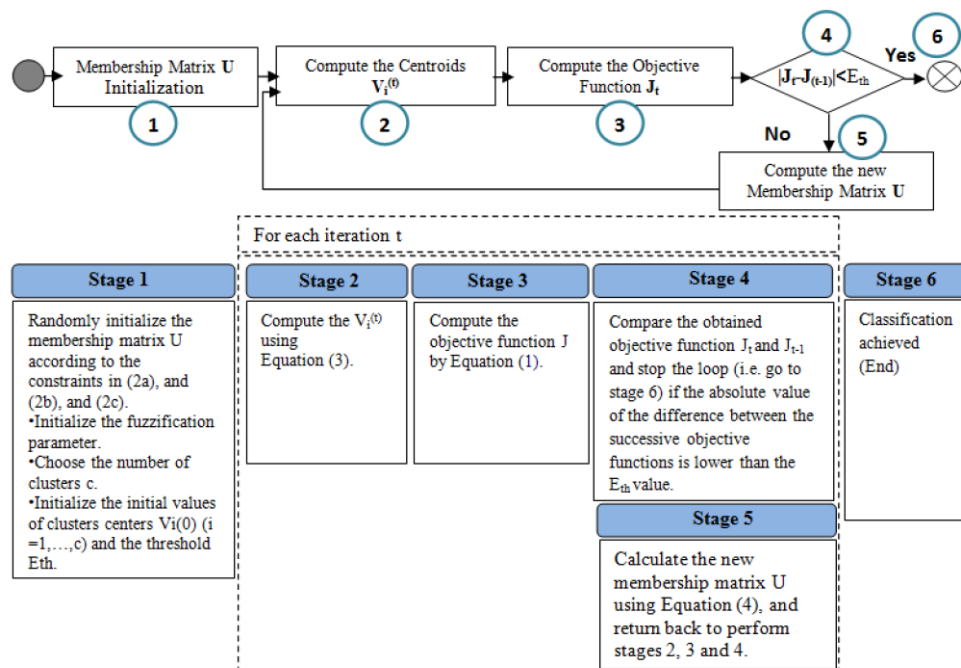 4
6
Yes
Membership Matrix U
Initialization
Compute the Centroids
Vi(t)
Compute the Objective
Function Jt
|Jt-J(t-1)|<Eth
1
2
3
No
5
Compute the new
Membership Matrix U
For each iteration t
Stage 1
Randomly initialize the
membership matrix U
according to the
constraints in (2a), and
(2b), and (2c).
•Initialize the fuzzification
parameter.
•Choose the number of
clusters c.
•Initialize the initial values
of clusters centers Vi(0) (i
=1,…,c) and the threshold
Eth.
Stage 2
Compute the Vi(t)
using
Equation (3).
Stage 3
Compute the
objective function J
by Equation (1).
Stage 4
Compare the obtained
objective function Jt and Jt-1
and stop the loop (i.e. go to
stage 6) if the absolute value
of the difference between the
successive objective
functions is lower than the
Eth value.
Stage 5
Calculate the new
membership matrix U
using Equation (4), and
return back to perform
stages 2, 3 and 4.
Stage 6
Classification
achieved
(End)